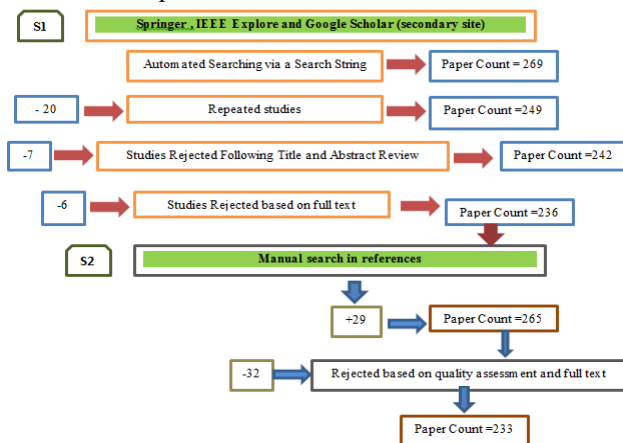 S1
Springer , IEEE Explore and Google Scholar (secondary site)
Automated Searching via a Search String
Paper Count = 269
- 20
Repeated studies
Paper Count =249
-7
Studies Rejected Following Title and Abstract Review
Paper Count =242
-6
Studies Rejected based on full text
Paper Count =236
S2
Manual search in references
+29
Paper Count =265
-32
Rejected based on quality assessment and full text
Paper Count =233